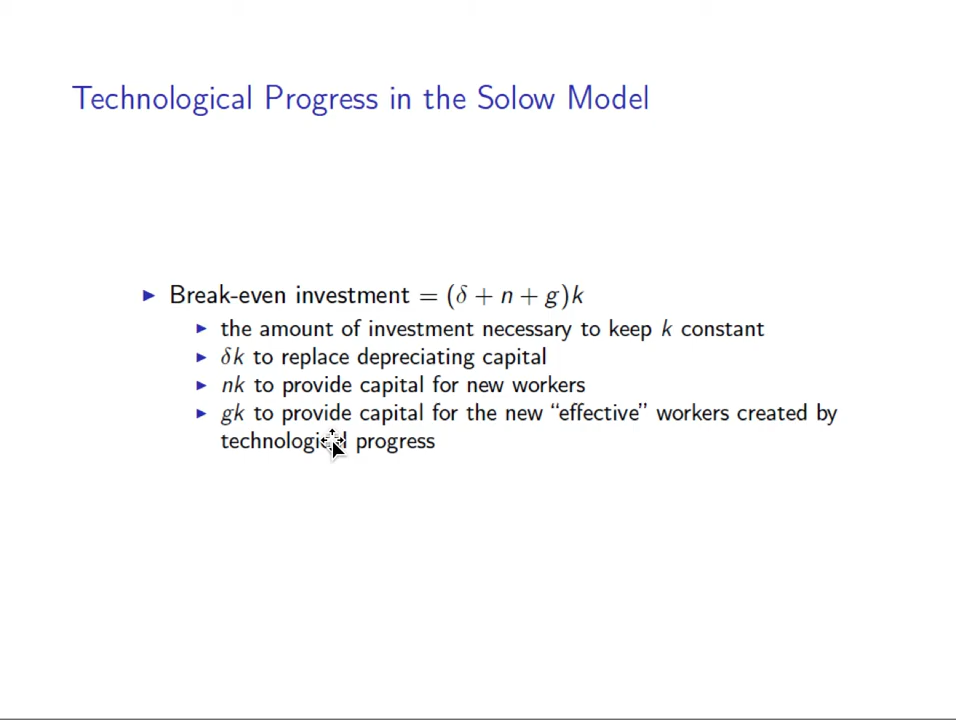 Technological Progress in the Solow Model
▶ Break-even investment = (δ + n + g)k
▶ the amount of investment necessary to keep k constant
▶ δk to replace depreciating capital
▶ nk to provide capital for new workers
▶ gk to provide capital for the new “effective” workers created by
technological progress